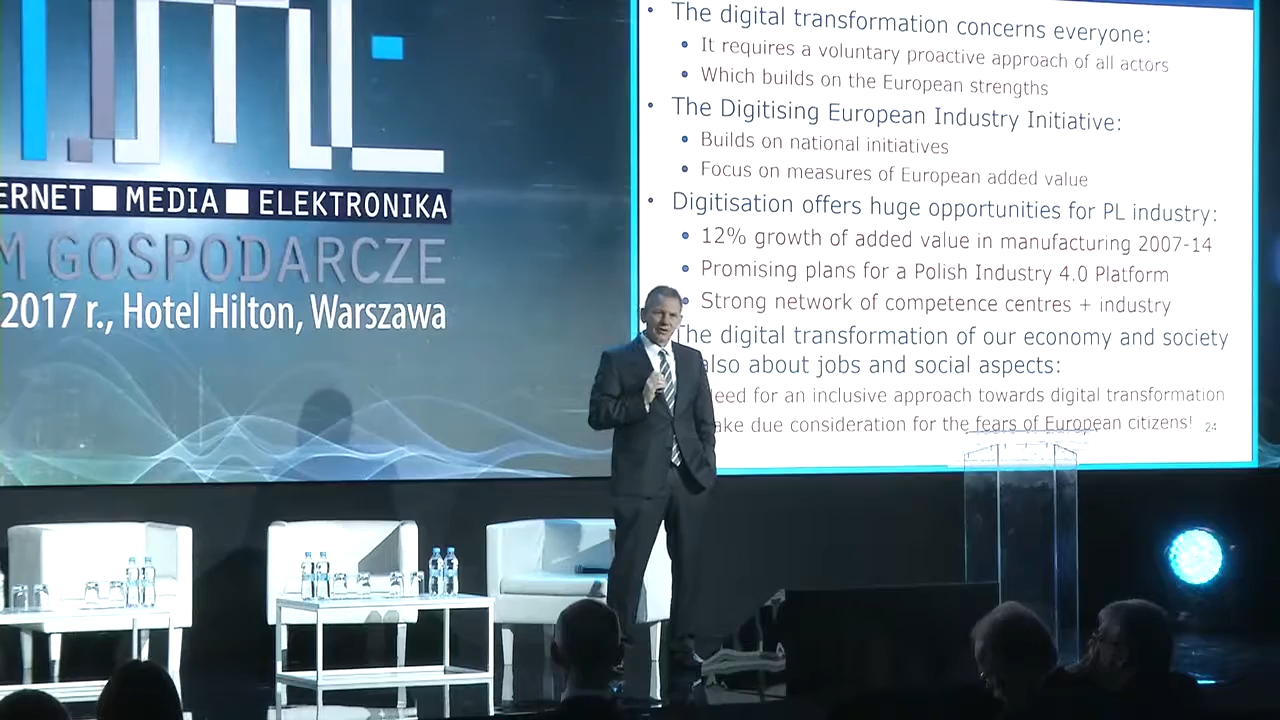 ERNET MEDIA ELEKTRONIKA
M GOSPODARCZE
2017 r., Hotel Hilton, Warszawa
• The digital transformation concerns everyone:
• It requires a voluntary proactive approach of all actors
• Which builds on the European strengths
• The Digitising European Industry Initiative:
• Builds on national initiatives
• Focus on measures of European added value
• Digitisation offers huge opportunities for PL industry:
• 12% growth of added value in manufacturing 2007-14
• Promising plans for a Polish Industry 4.0 Platform
• Strong network of competence centres + industry
The digital transformation of our economy and society
also about jobs and social aspects:
eed for an inclusive approach towards digital transformation
ake due consideration for the fears of European citizens!
24